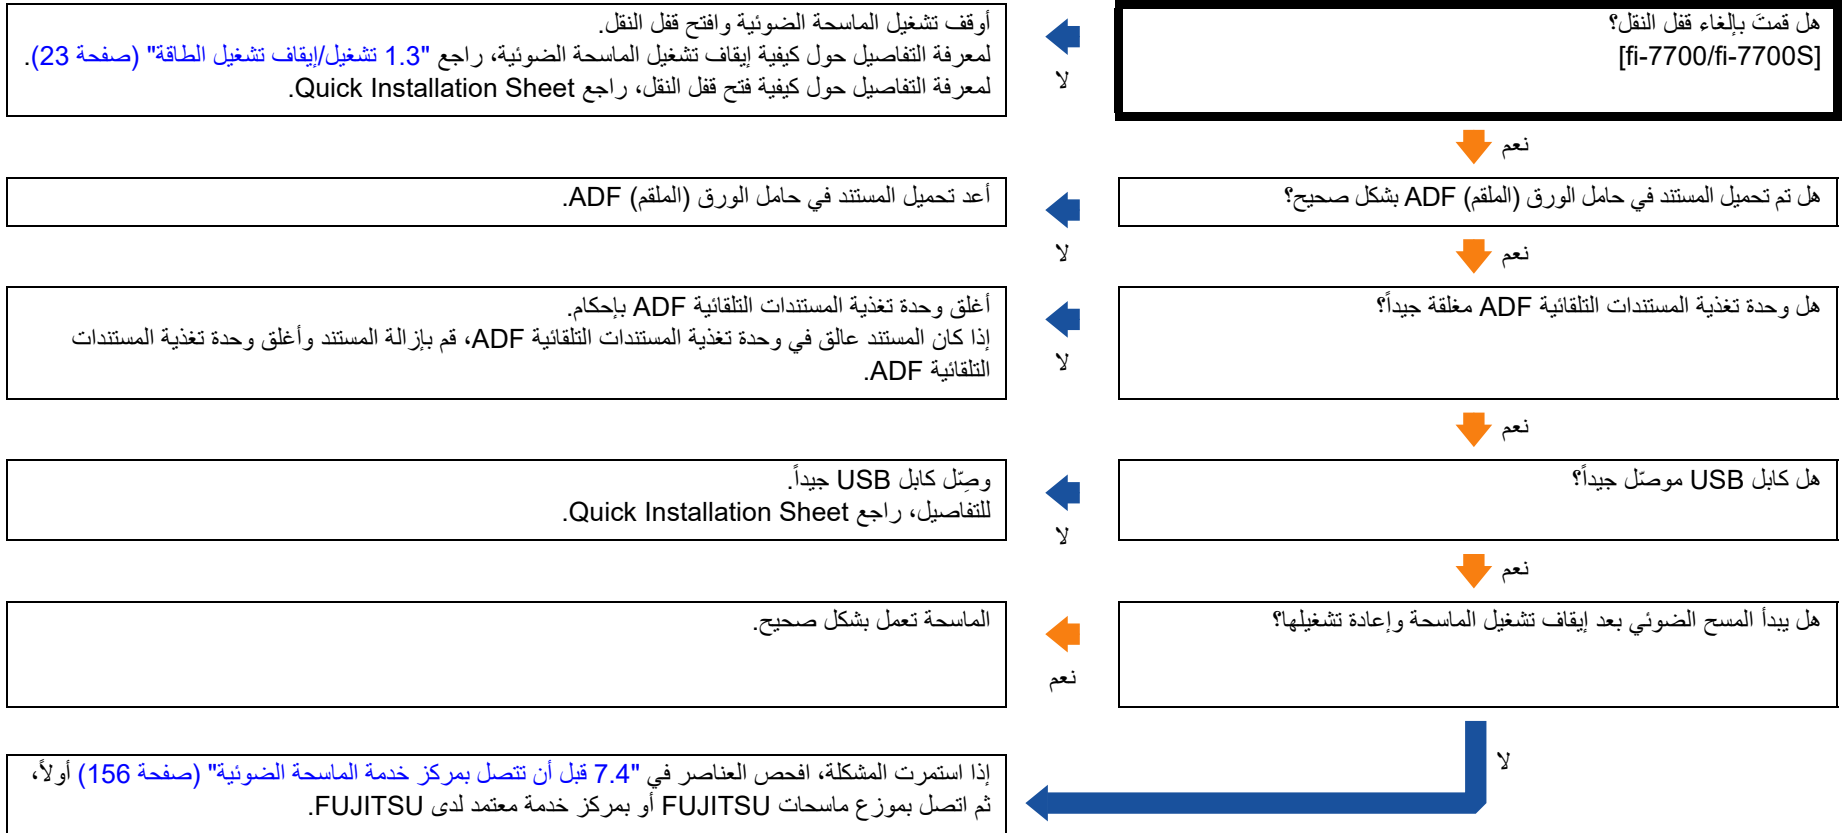 هل قمتَ بإلغاء قفل النقل؟
[fi-7700/fi-7700S]
لا
أوقف تشغيل الماسحة الضوئية وافتح قفل النقل.
لمعرفة التفاصيل حول كيفية إيقاف تشغيل الماسحة الضوئية، راجع "1.3 تشغيل/إيقاف تشغيل الطاقة" (صفحة 23).
لمعرفة التفاصيل حول كيفية فتح قفل النقل، راجع Quick Installation Sheet.
نعم
هل تم تحميل المستند في حامل الورق (الملقم) ADF بشكل صحيح؟
لا
أعد تحميل المستند في حامل الورق (الملقم) ADF.
نعم
هل وحدة تغذية المستندات التلقائية ADF مغلقة جيداً؟
لا
أغلق وحدة تغذية المستندات التلقائية ADF بإحكام.
إذا كان المستند عالق في وحدة تغذية المستندات التلقائية ADF، قم بإزالة المستند وأغلق وحدة تغذية المستندات
التلقائية ADF.
نعم
هل كابل USB موصّل جيداً؟
لا
وصِّل كابل USB جيداً.
للتفاصيل، راجع Quick Installation Sheet.
نعم
هل يبدأ المسح الضوئي بعد إيقاف تشغيل الماسحة وإعادة تشغيلها؟
نعم
الماسحة تعمل بشكل صحيح.
لا
إذا استمرت المشكلة، افحص العناصر في "7.4 قبل أن تتصل بمركز خدمة الماسحة الضوئية" (صفحة 156) أولاً،
ثم اتصل بموزع ماسحات FUJITSU أو بمركز خدمة معتمد لدى FUJITSU.